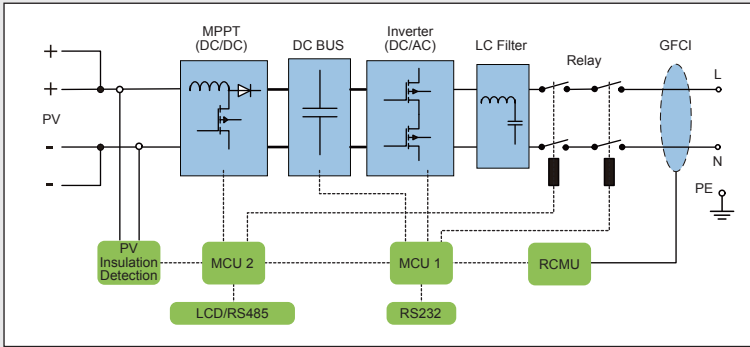 MPPT
(DC/DC)
DC BUS
Inverter
(DC/AC)
LC Filter
Relay
GFCI
+
+
PV
-
-
L
N
PE
PV
Insulation
Detection
MCU 2
MCU 1
RCMU
LCD/RS485
RS232